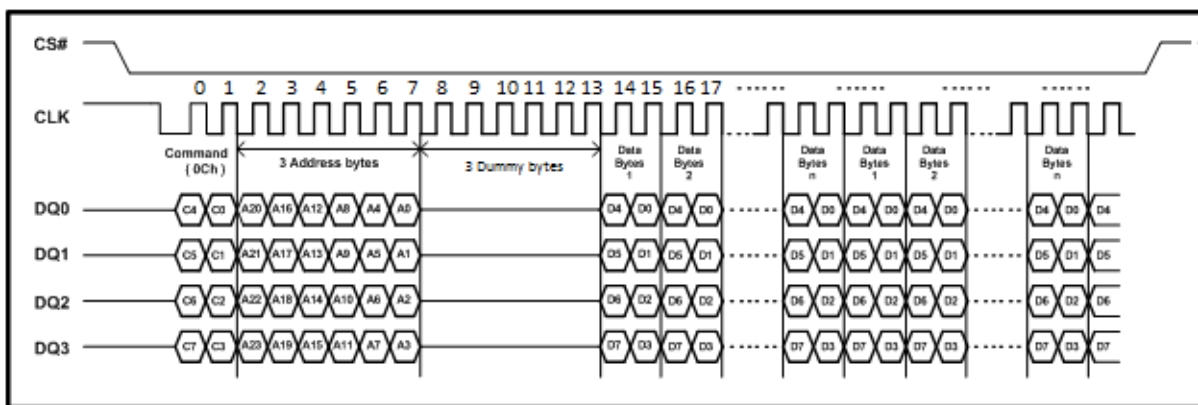 CS#
0 1 2 3 4 5 6 7 8 9 10 11 12 13 14 15 16 17
CLK
Command
( 0Ch )
3 Address bytes
3 Dummy bytes
Data
Bytes
1
Data
Bytes
2
Data
Bytes
n
Data
Bytes
1
Data
Bytes
2
Data
Bytes
n
DQ0 C4 C0 A20 A16 A12 A8 A4 A0 D4 D0 D4 D0 D4 D0 D4 D0 D4 D0 D4 D0 D4
DQ1 C5 C1 A21 A17 A13 A9 A5 A1 D5 D1 D5 D1 D5 D1 D5 D1 D5 D1 D5 D1 D5
DQ2 C6 C2 A22 A18 A14 A10 A6 A2 D6 D2 D6 D2 D6 D2 D6 D2 D6 D2 D6 D2 D6
DQ3 C7 C3 A23 A19 A15 A11 A7 A3 D7 D3 D7 D3 D7 D3 D7 D3 D7 D3 D7 D3 D7